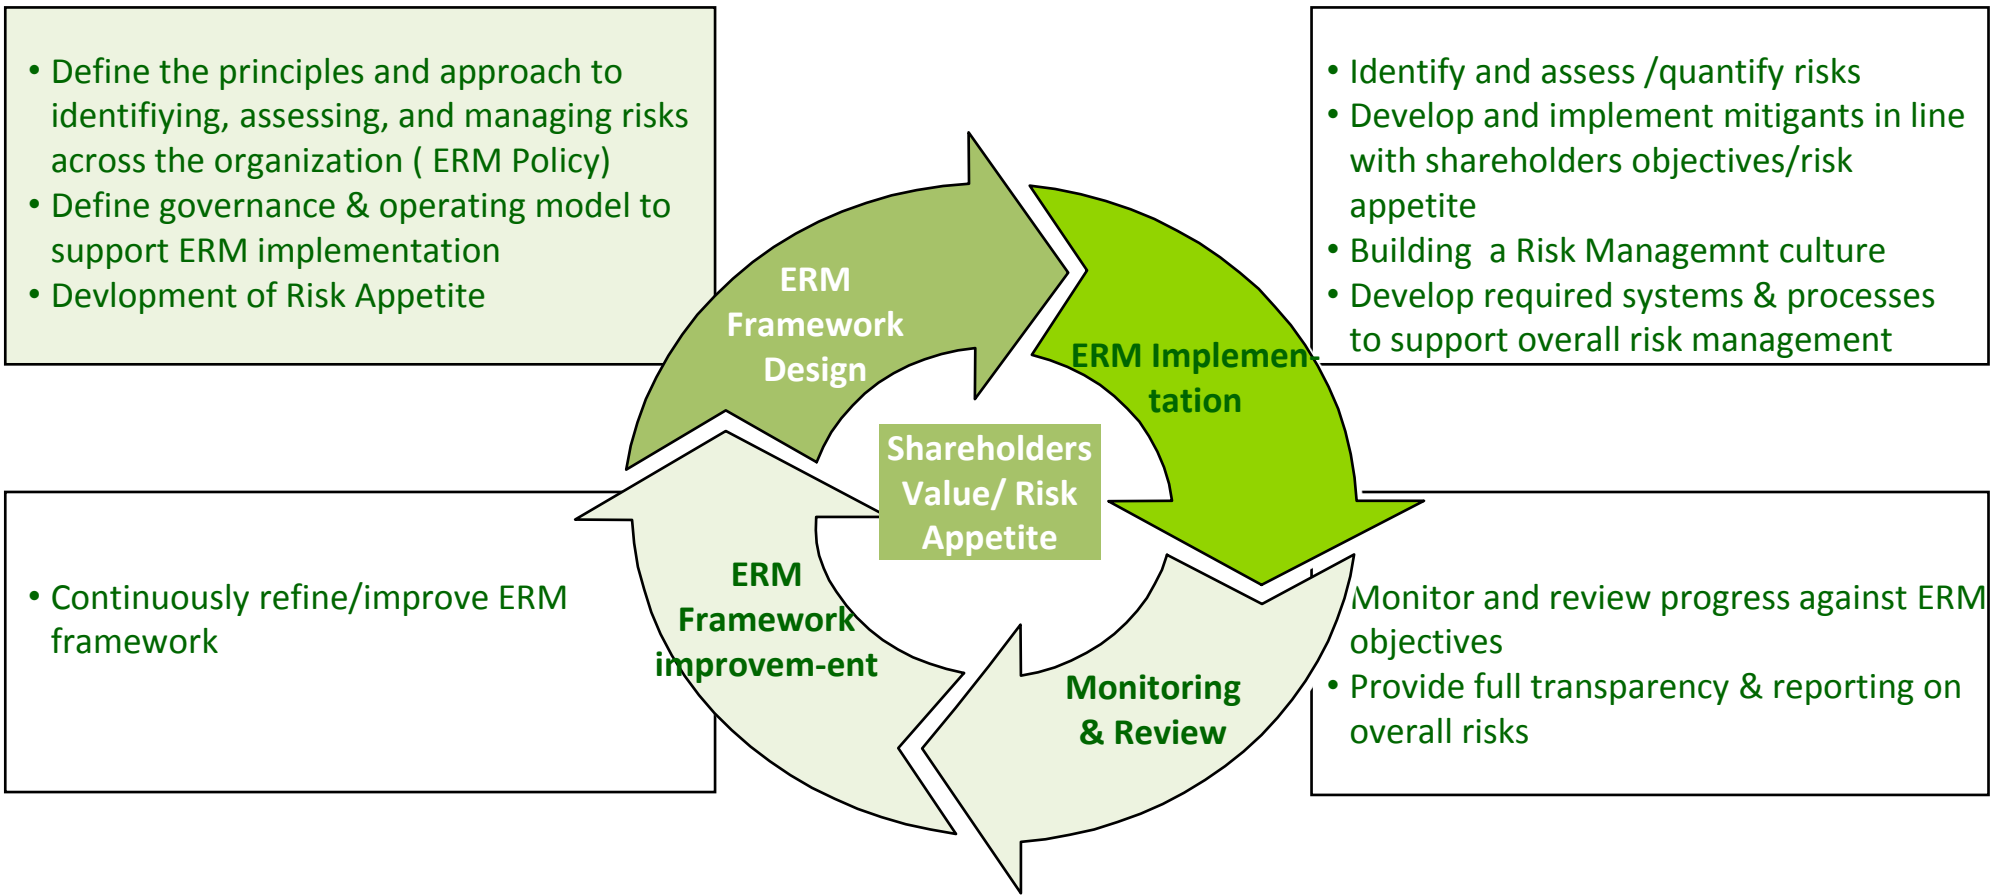 • Define the principles and approach to
identifiying, assessing, and managing risks
across the organization ( ERM Policy)
• Define governance & operating model to
support ERM implementation
• Devlopment of Risk Appetite
• Identify and assess /quantify risks
• Develop and implement mitigants in line
with shareholders objectives/risk
appetite
• Building  a Risk Managemnt culture
• Develop required systems & processes
to support overall risk management
ERM
Framework
Design
ERM Implemen-
tation
Shareholders
Value/ Risk
Appetite
ERM
Framework
improvem-ent
Monitoring
& Review
• Continuously refine/improve ERM
framework
Monitor and review progress against ERM
objectives
• Provide full transparency & reporting on
overall risks